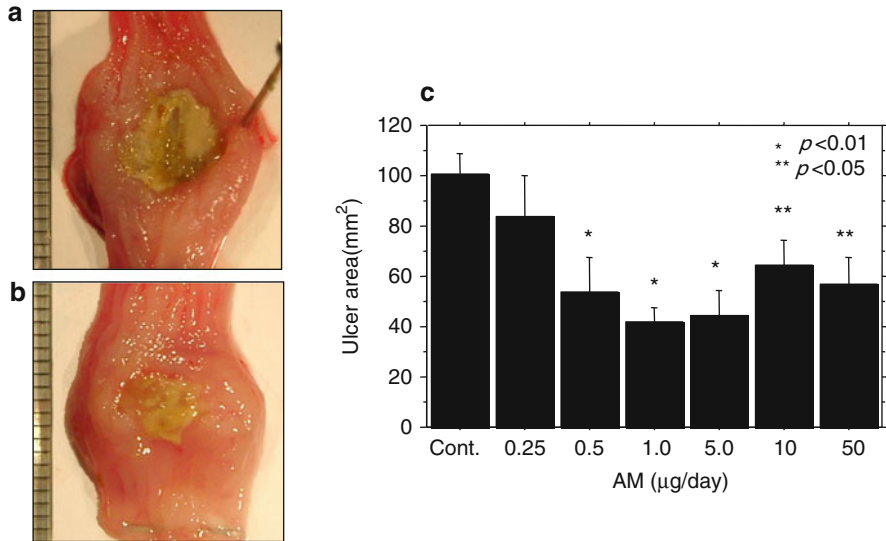 a
b
c
120
100
80
60
40
20
0
Ulcer area(mm²)
* p<0.01
** p<0.05
*
*
*
**
**
Cont. 0.25 0.5 1.0 5.0 10 50
AM (μg/day)